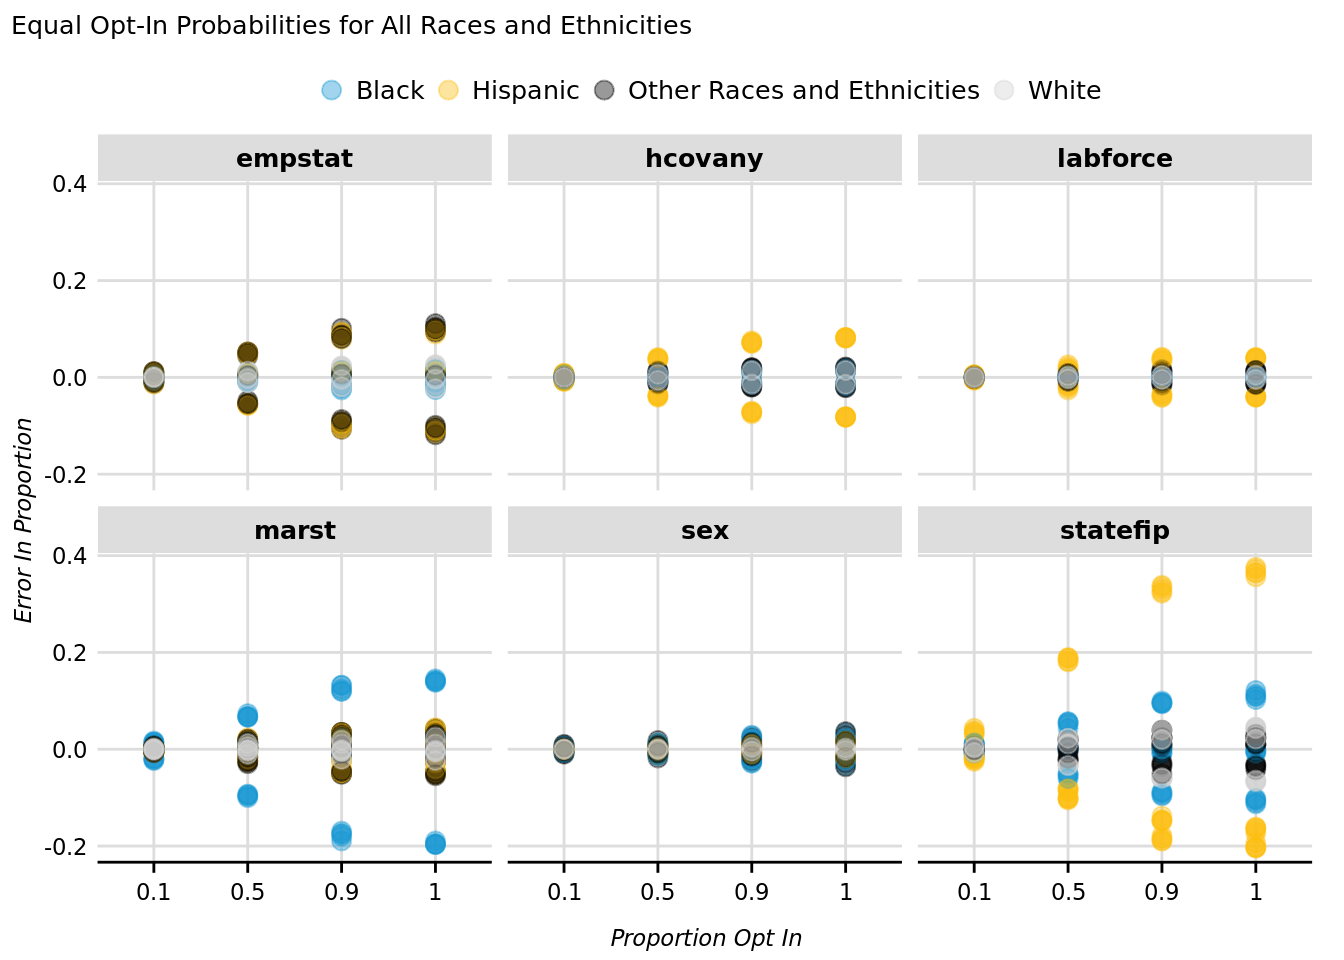 Equal Opt-In Probabilities for All Races and Ethnicities
Black Hispanic Other Races and Ethnicities White
empstat hcovany labforce
0.4
0.2
0.0
-0.2
marst sex statefip
0.4
0.2
0.0
-0.2
Error In Proportion
0.1 0.5 0.9 1 0.1 0.5 0.9 1 0.1 0.5 0.9 1
Proportion Opt In